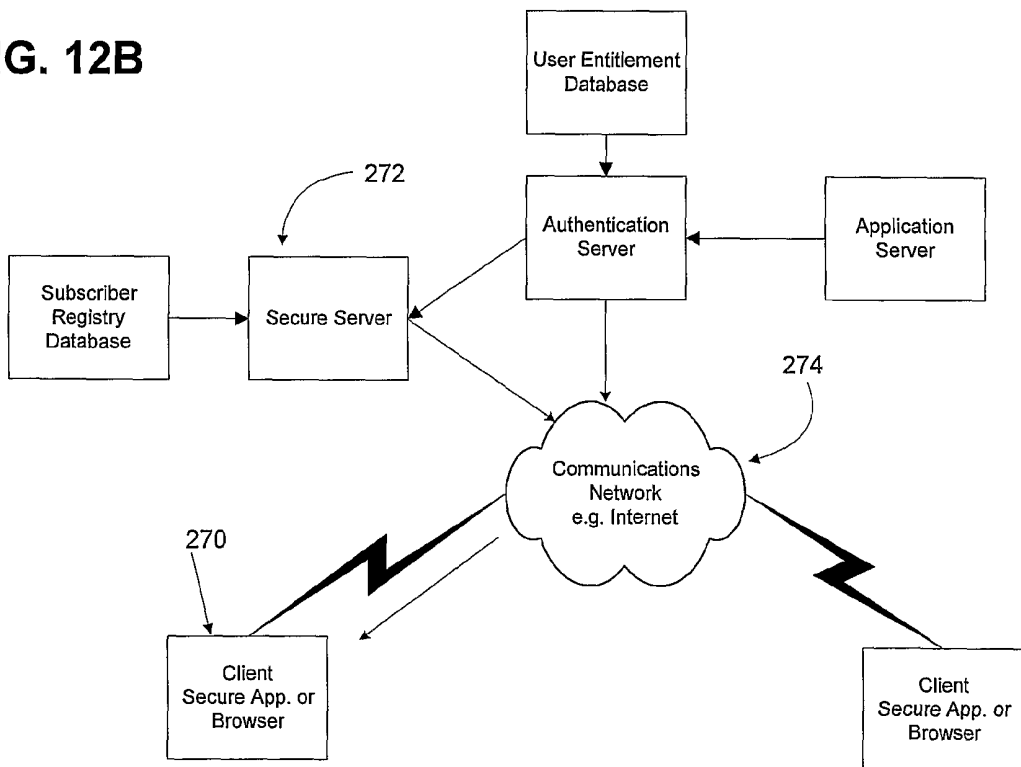 G. 12B
User Entitlement
Database
272
Authentication
Server
Application
Server
Subscriber
Registry
Database
Secure Server
274
Communications
Network
e.g. Internet
270
Client
Secure App. or
Browser
Client
Secure App. or
Browser